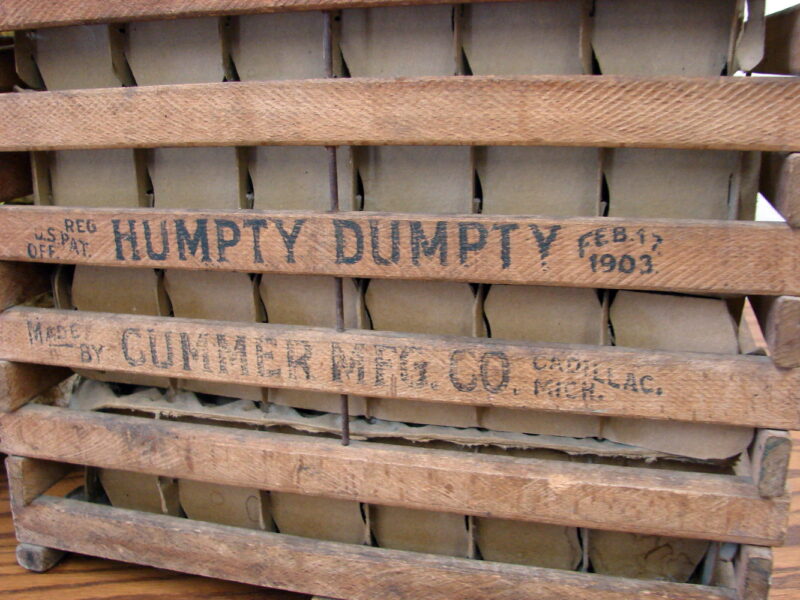 REG
U.S.PAT.
OFF.
HUMPTY DUMPTY
FEB.17
1903.
MADE
BY
CUMMER MFG. CO.
CADILLAC,
MICH.